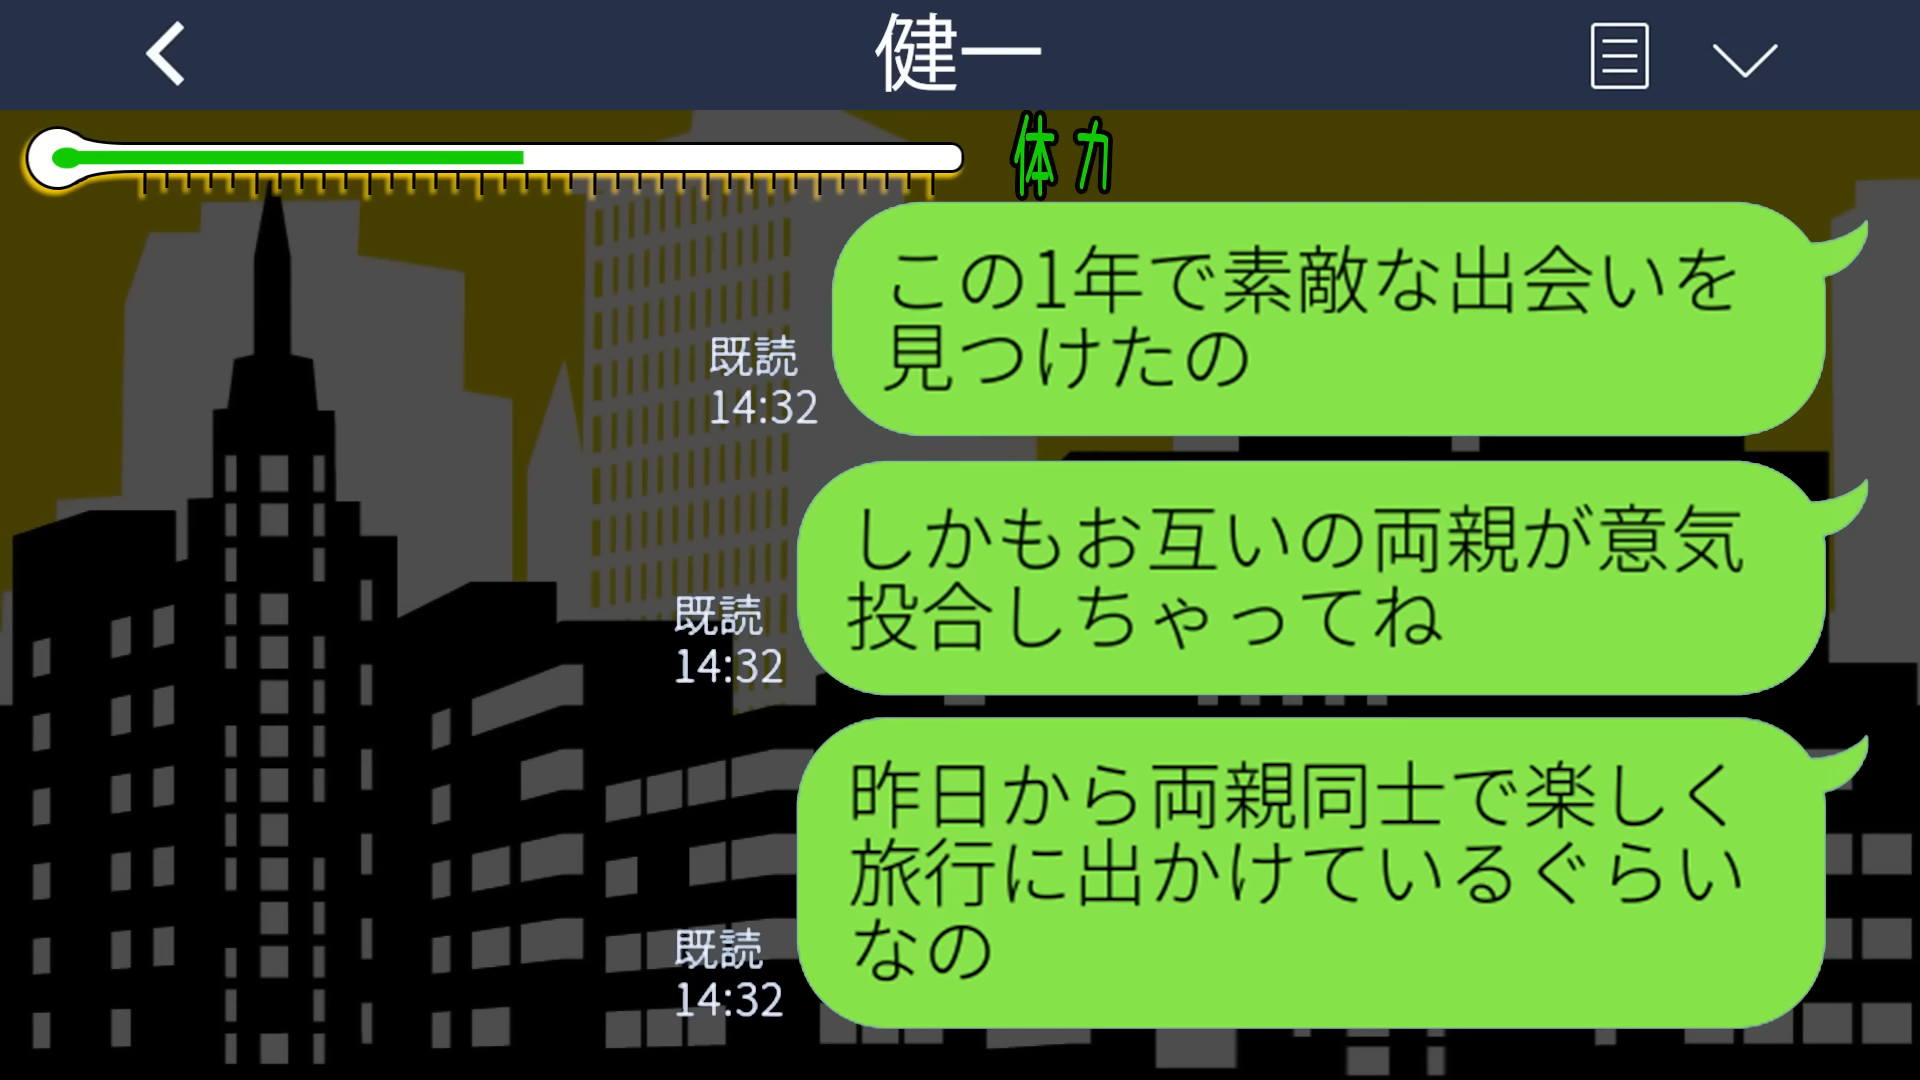 健一
体力
この1年で素敵な出会いを
見つけたの
既読
14:32
しかもお互いの両親が意気
投合しちゃってね
既読
14:32
昨日から両親同士で楽しく
旅行に出かけているぐらい
なの
既読
14:32